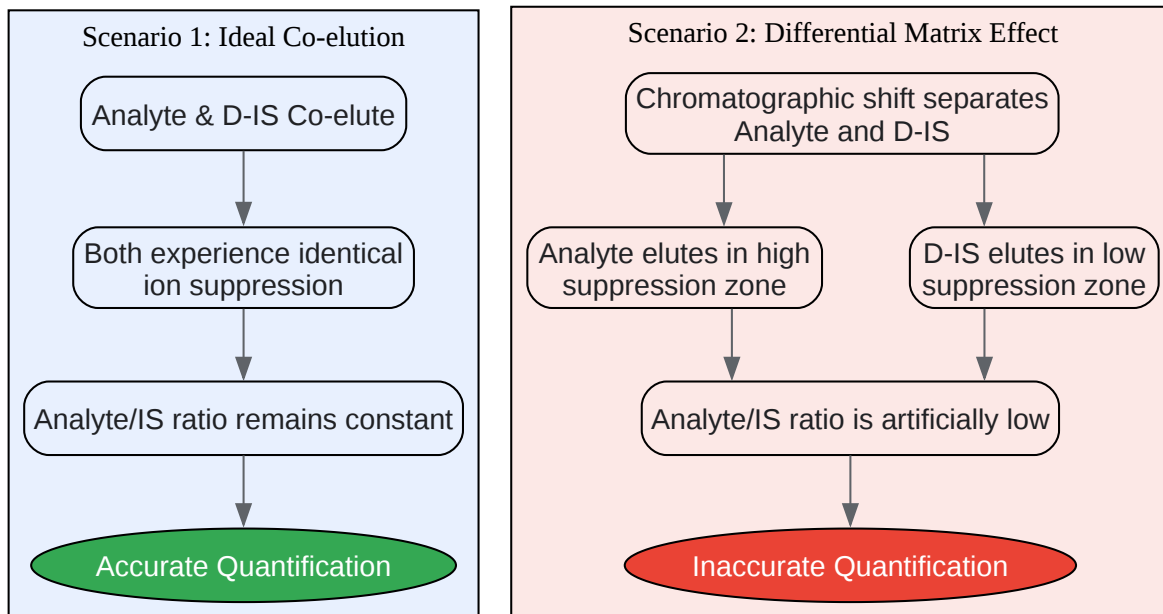 Scenario 1: Ideal Co-elution
Analyte & D-IS Co-elute
Both experience identical
ion suppression
Analyte/IS ratio remains constant
Accurate Quantification
Scenario 2: Differential Matrix Effect
Chromatographic shift separates
Analyte and D-IS
Analyte elutes in high
suppression zone
D-IS elutes in low
suppression zone
Analyte/IS ratio is artificially low
Inaccurate Quantification